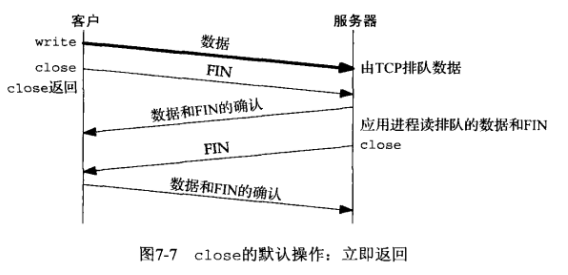 客户
服务器
write
数据
close
FIN
由TCP排队数据
close返回
数据和FIN的确认
应用进程读排队的数据和FIN
close
FIN
数据和FIN的确认
图7-7 close的默认操作：立即返回